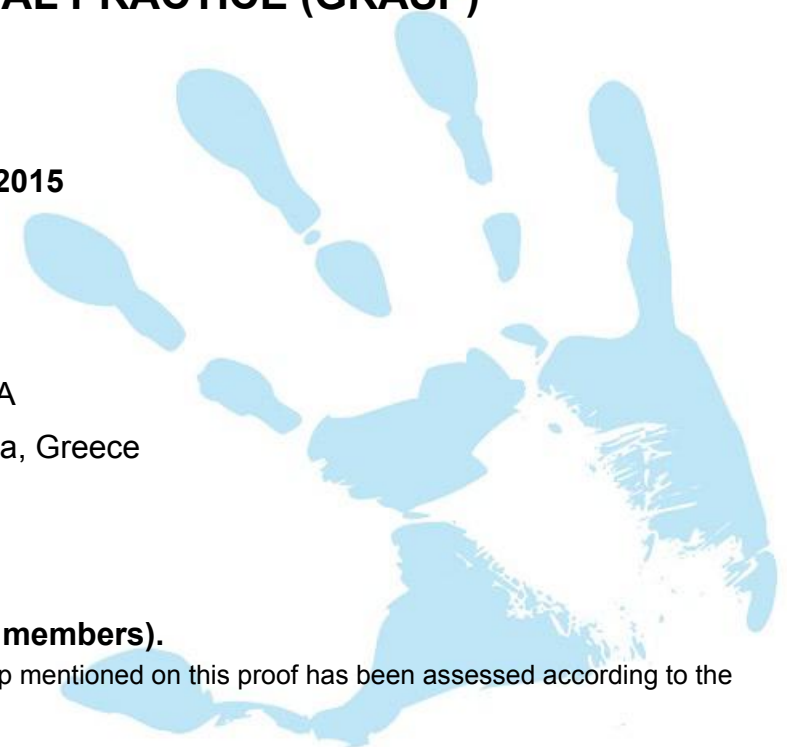 AL PRACTICE (GRASP)
2015
A
a, Greece
members).
p mentioned on this proof has been assessed according to the